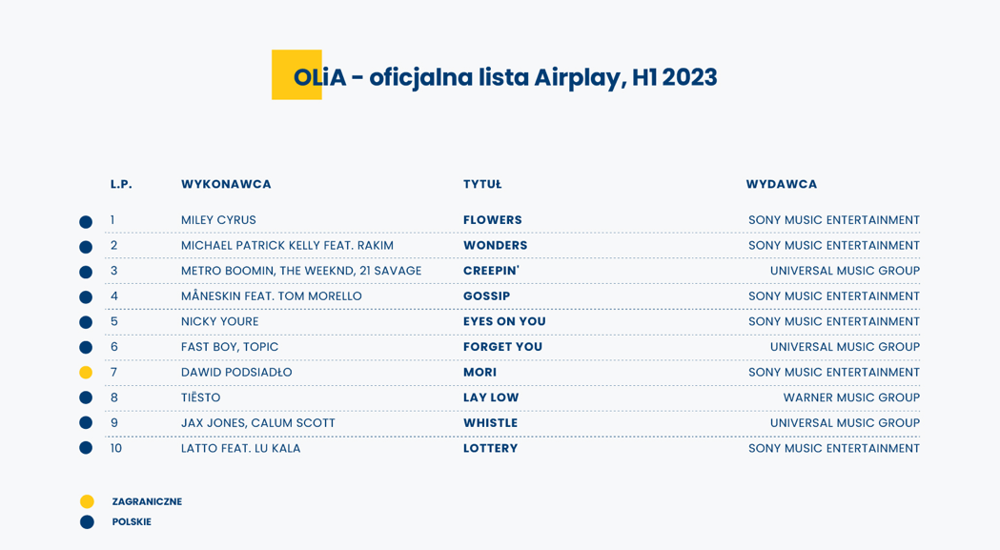 OLiA - oficjalna lista Airplay, H1 2023
L.P. WYKONAWCA TYTUŁ WYDAWCA
1 MILEY CYRUS FLOWERS SONY MUSIC ENTERTAINMENT
2 MICHAEL PATRICK KELLY FEAT. RAKIM WONDERS SONY MUSIC ENTERTAINMENT
3 METRO BOOMIN, THE WEEKND, 21 SAVAGE CREEPIN' UNIVERSAL MUSIC GROUP
4 MÅNESKIN FEAT. TOM MORELLO GOSSIP SONY MUSIC ENTERTAINMENT
5 NICKY YOURE EYES ON YOU SONY MUSIC ENTERTAINMENT
6 FAST BOY, TOPIC FORGET YOU UNIVERSAL MUSIC GROUP
7 DAWID PODSIADŁO MORI SONY MUSIC ENTERTAINMENT
8 TIËSTO LAY LOW WARNER MUSIC GROUP
9 JAX JONES, CALUM SCOTT WHISTLE UNIVERSAL MUSIC GROUP
10 LATTO FEAT. LU KALA LOTTERY SONY MUSIC ENTERTAINMENT
ZAGRANICZNE
POLSKIE